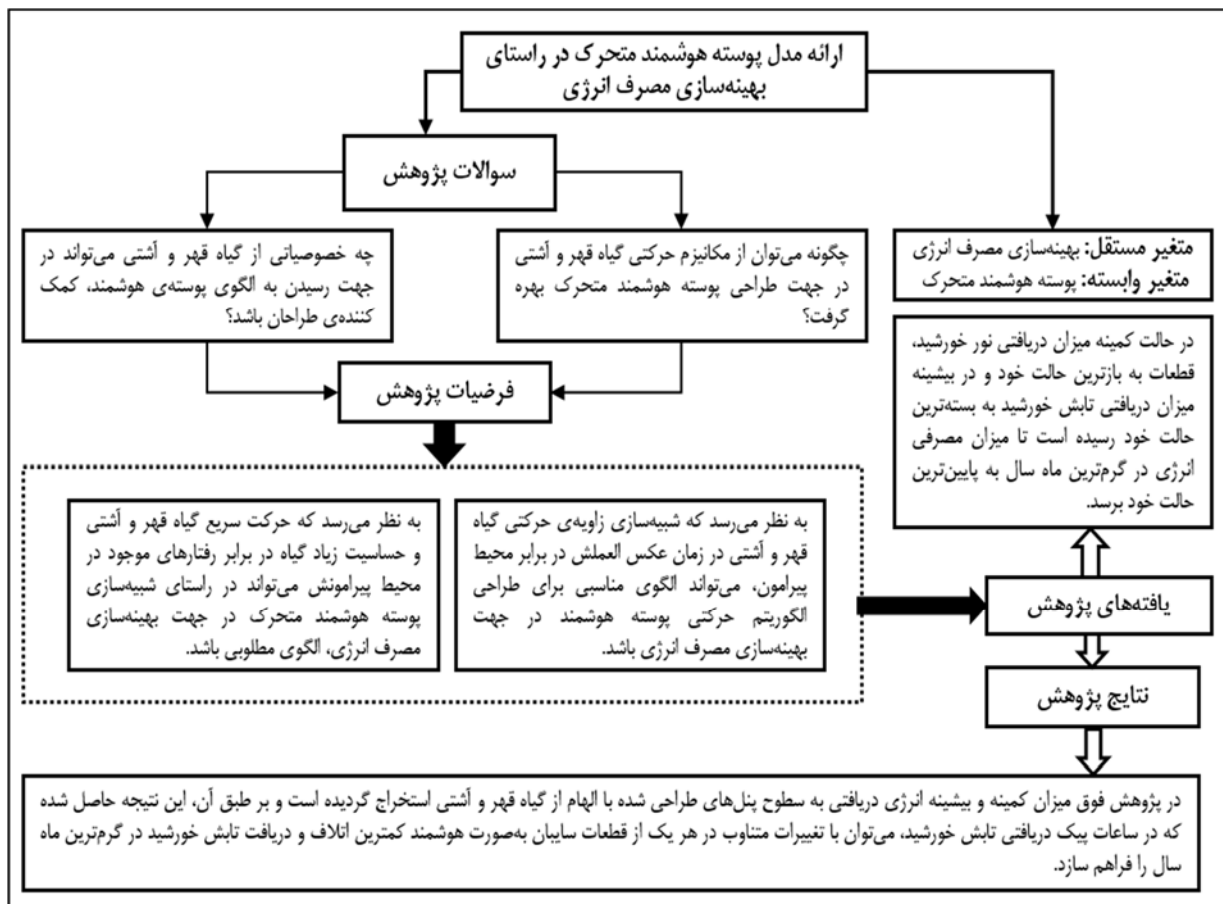 ارائه مدل پوسته هوشمند متحرک در راستای
بهینه‌سازی مصرف انرژی
سوالات پژوهش
چگونه می‌توان از مکانیزم حرکتی گیاه قهر و آشتی
در جهت طراحی پوسته هوشمند متحرک بهره
گرفت؟
چه خصوصیاتی از گیاه قهر و آشتی می‌تواند در
جهت رسیدن به الگوی پوسته‌ی هوشمند، کمک
کننده‌ی طراحان باشد؟
متغیر مستقل: بهینه‌سازی مصرف انرژی
متغیر وابسته: پوسته هوشمند متحرک
در حالت کمینه میزان دریافتی نور خورشید،
قطعات به بازترین حالت خود و در بیشینه
میزان دریافتی تابش خورشید به بسته‌ترین
حالت خود رسیده است تا میزان مصرفی
انرژی در گرم‌ترین ماه سال به پایین‌ترین
حالت خود برسد.
فرضیات پژوهش
به نظر می‌رسد که شبیه‌سازی زاویه‌ی حرکتی گیاه
قهر و آشتی در زمان عکس العملش در برابر محیط
پیرامون، می‌تواند الگوی مناسبی برای طراحی
الگوریتم حرکتی پوسته هوشمند در جهت
بهینه‌سازی مصرف انرژی باشد.
به نظر می‌رسد که حرکت سریع گیاه قهر و آشتی
و حساسیت زیاد گیاه در برابر رفتارهای موجود در
محیط پیرامونش می‌تواند در راستای شبیه‌سازی
پوسته هوشمند متحرک در جهت بهینه‌سازی
مصرف انرژی، الگوی مطلوبی باشد.
یافته‌های پژوهش
نتایج پژوهش
در پژوهش فوق میزان کمینه و بیشینه انرژی دریافتی به سطوح پنل‌های طراحی شده با الهام از گیاه قهر و آشتی استخراج گردیده است و بر طبق آن، این نتیجه حاصل شده
که در ساعات پیک دریافتی تابش خورشید، می‌توان با تغییرات متناوب در هر یک از قطعات سایبان به‌صورت هوشمند کمترین اتلاف و دریافت تابش خورشید در گرم‌ترین ماه
سال را فراهم سازد.